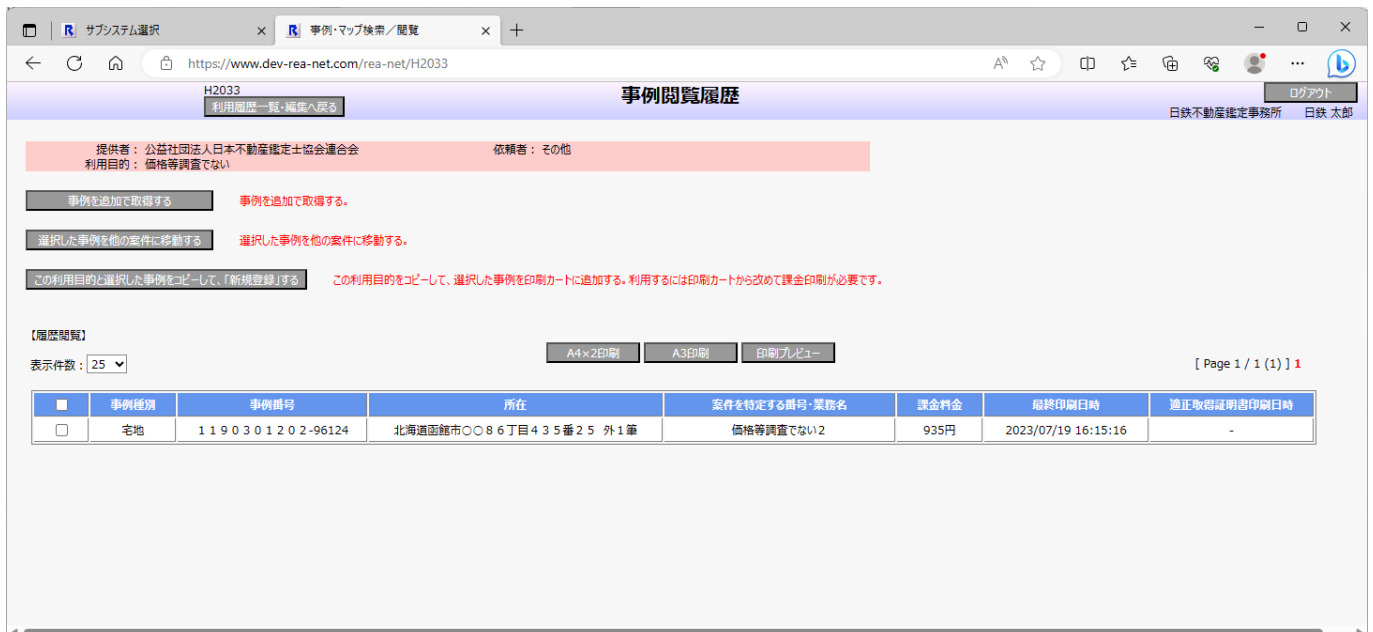 サブシステム選択
事例・マップ検索／閲覧
https://www.dev-rea-net.com/rea-net/H2033
H2033
利用履歴一覧・編集へ戻る
事例閲覧履歴
ログアウト
日鉄不動産鑑定事務所 日鉄 太郎
提供者： 公益社団法人日本不動産鑑定士協会連合会 依頼者： その他
利用目的： 価格等調査でない
事例を追加で取得する 事例を追加で取得する。
選択した事例を他の案件に移動する 選択した事例を他の案件に移動する。
この利用目的と選択した事例をコピーして、「新規登録」する この利用目的をコピーして、選択した事例を印刷カートに追加する。利用するには印刷カートから改めて課金印刷が必要です。
【履歴閲覧】
表示件数： 25
A4×2印刷 A3印刷 印刷プレビュー
[ Page 1 / 1 (1) ] 1
事例種別 事例番号 所在 案件を特定する番号・業務名 課金料金 最終印刷日時 適正取得証明書印刷日時
宅地 １１９０３０１２０２-96124 北海道函館市○○８６丁目４３５番２５ 外１筆 価格等調査でない2 935円 2023/07/19 16:15:16 -